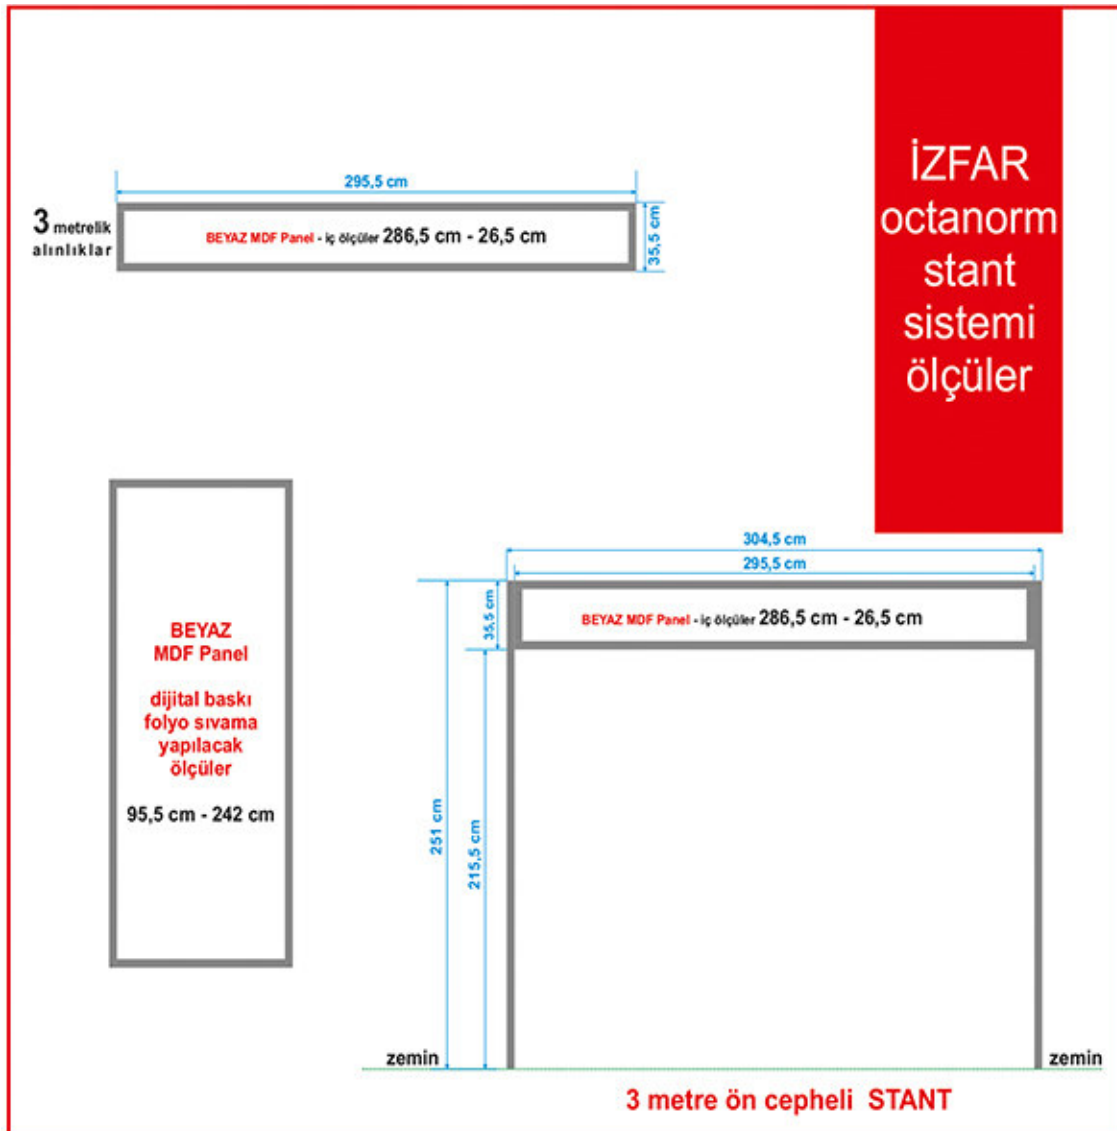 İZFAR
octanorm
stant
sistemi
ölçüler
295,5 cm
3 metrelik
alınlıklar
BEYAZ MDF Panel - iç ölçüler 286,5 cm - 26,5 cm
35,5 cm
BEYAZ
MDF Panel
dijital baskı
folyo sıvama
yapılacak
ölçüler
95,5 cm - 242 cm
304,5 cm
295,5 cm
35,5 cm
BEYAZ MDF Panel - iç ölçüler 286,5 cm - 26,5 cm
251 cm
215,5 cm
zemin
zemin
3 metre ön cepheli STANT